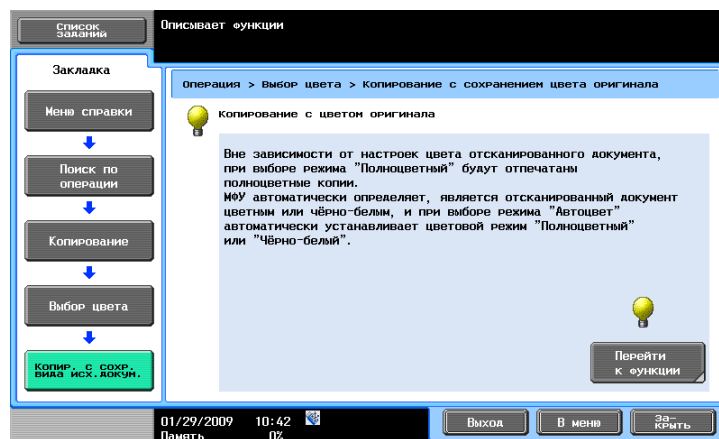 Список
заданий
Описывает функции
Закладка
Меню справки
Поиск по
операции
Копирование
Выбор цвета
Копир. с сохр.
вида исх.докум.
Операция > Выбор цвета > Копирование с сохранением цвета оригинала
Копирование с цветом оригинала
Вне зависимости от настроек цвета отсканированного документа,
при выборе режима "Полноцветный" будут отпечатаны
полноцветные копии.
МФУ автоматически определяет, является отсканированный документ
цветным или чёрно-белым, и при выборе режима "Автоцвет"
автоматически устанавливает цветовой режим "Полноцветный"
или "Чёрно-белый".
Перейти
к функции
01/29/2009 10:42
Память 0%
Выход
В меню
За-
крыть